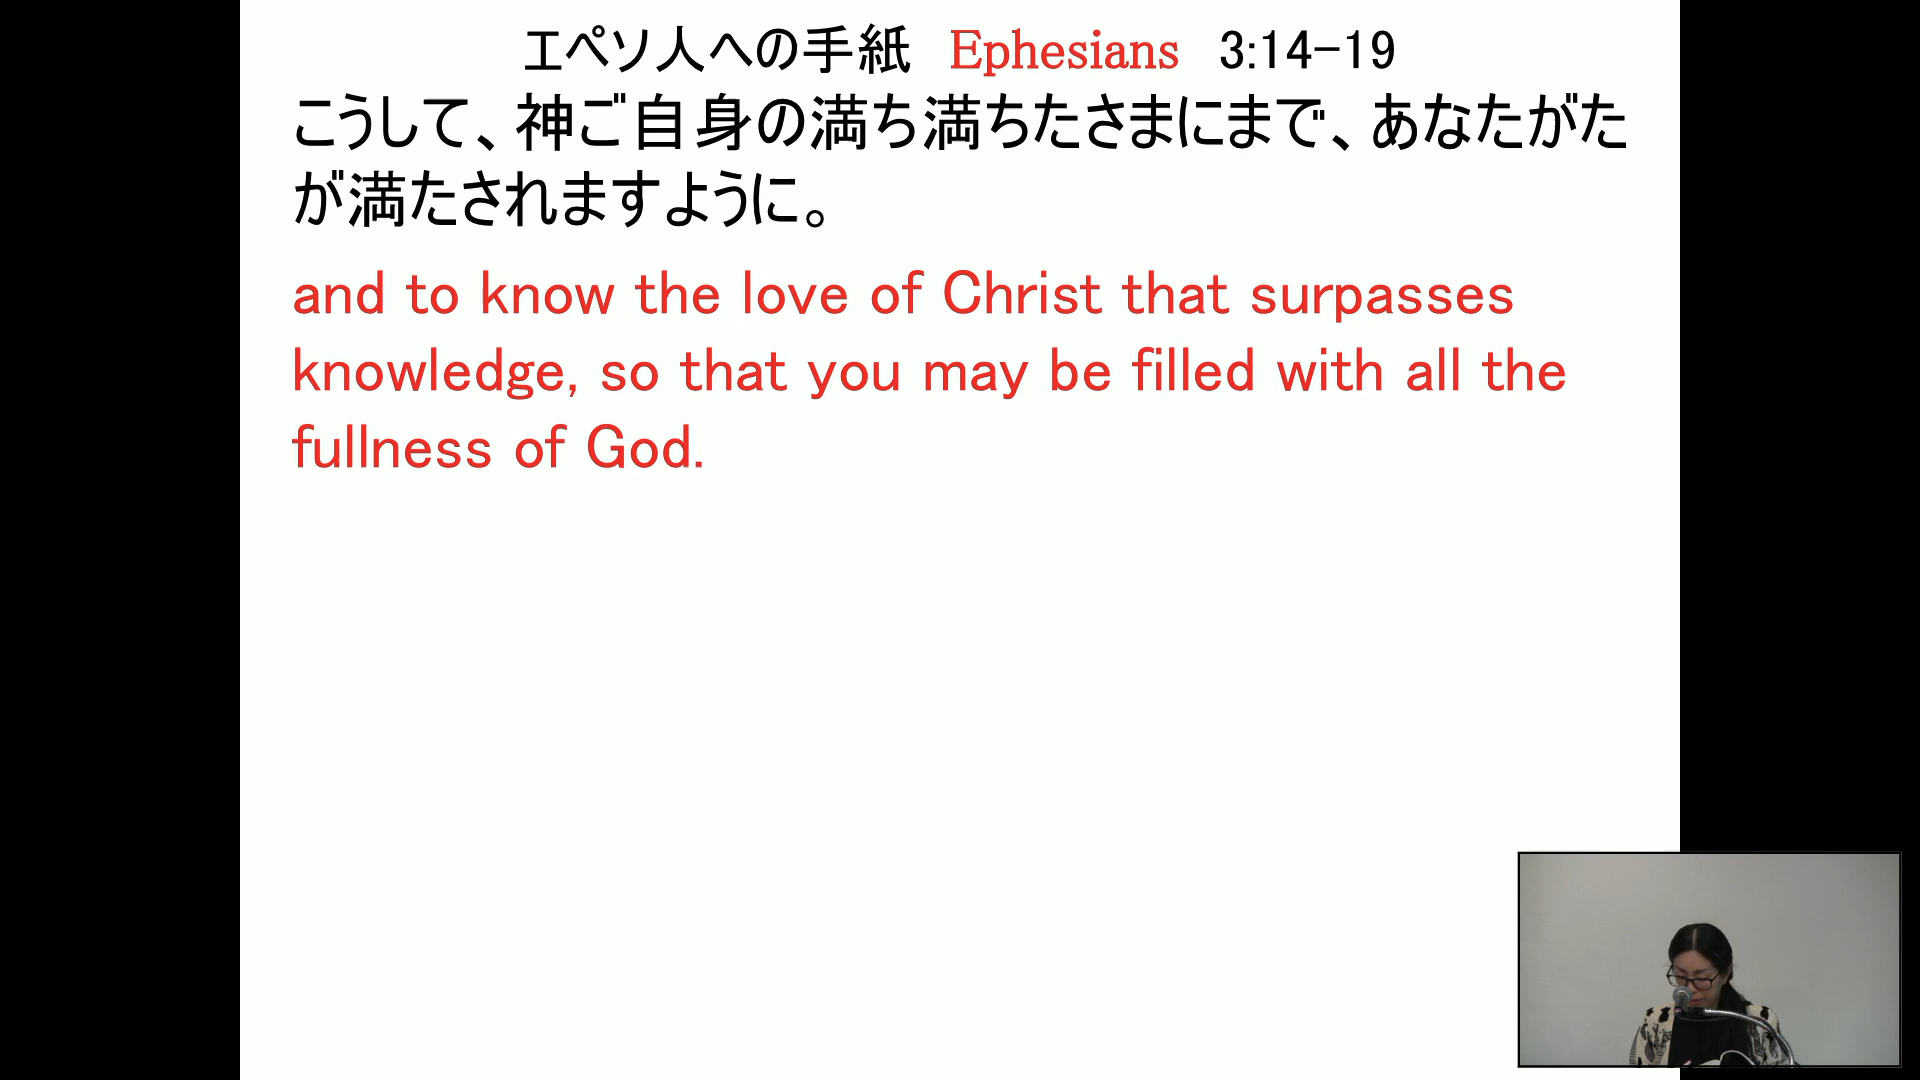 エペソ人への手紙　Ephesians　3:14-19
こうして、神ご自身の満ち満ちたさまにまで、あなたがた
が満たされますように。
and to know the love of Christ that surpasses
knowledge, so that you may be filled with all the
fullness of God.